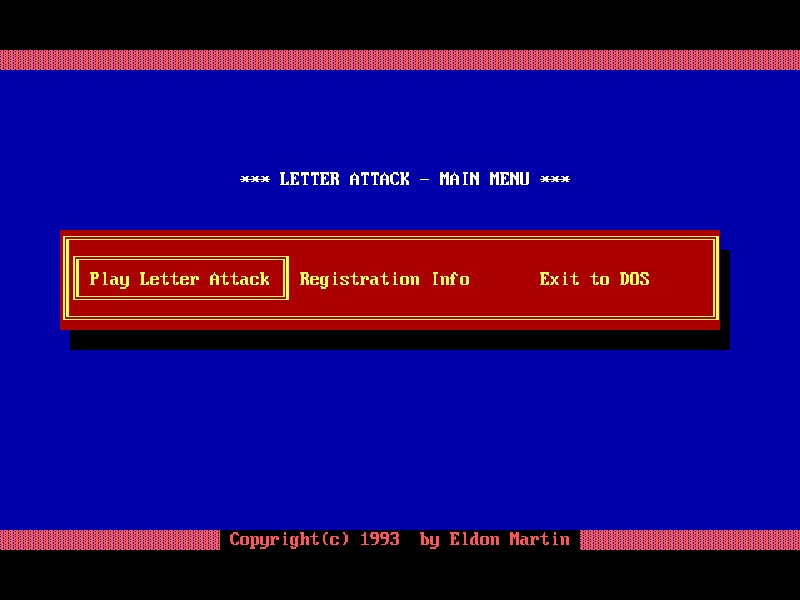 *** LETTER ATTACK - MAIN MENU ***
Play Letter Attack Registration Info Exit to DOS
Copyright(c) 1993 by Eldon Martin